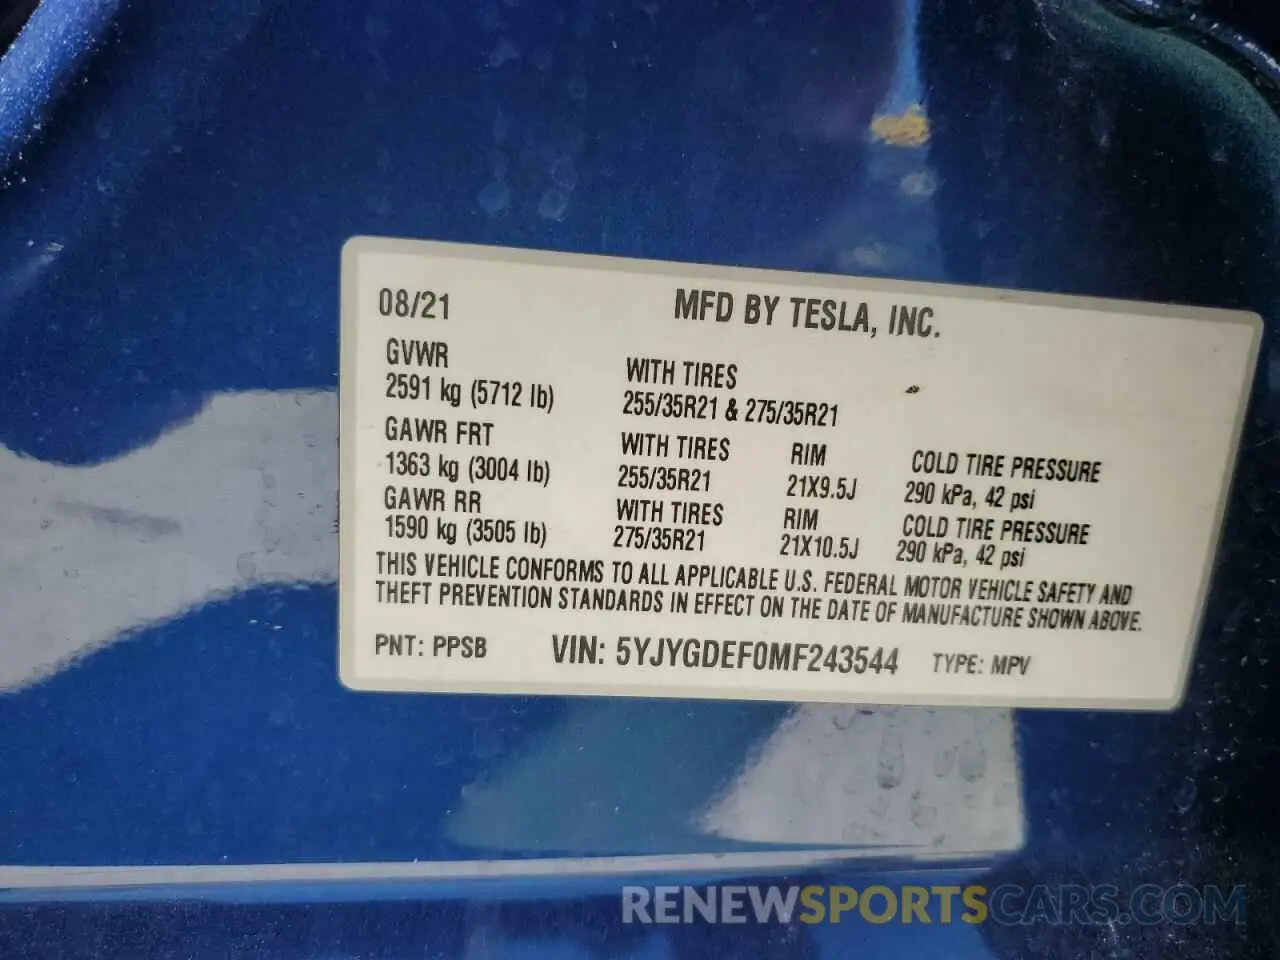 08/21 MFD BY TESLA, INC.
GVWR WITH TIRES
2591 kg (5712 lb) 255/35R21 & 275/35R21
GAWR FRT WITH TIRES RIM COLD TIRE PRESSURE
1363 kg (3004 lb) 255/35R21 21X9.5J 290 kPa, 42 psi
GAWR RR WITH TIRES RIM COLD TIRE PRESSURE
1590 kg (3505 lb) 275/35R21 21X10.5J 290 kPa, 42 psi
THIS VEHICLE CONFORMS TO ALL APPLICABLE U.S. FEDERAL MOTOR VEHICLE SAFETY AND
THEFT PREVENTION STANDARDS IN EFFECT ON THE DATE OF MANUFACTURE SHOWN ABOVE.
PNT: PPSB VIN: 5YJYGDEF0MF243544 TYPE: MPV
RENEWSPORTSCARS.COM